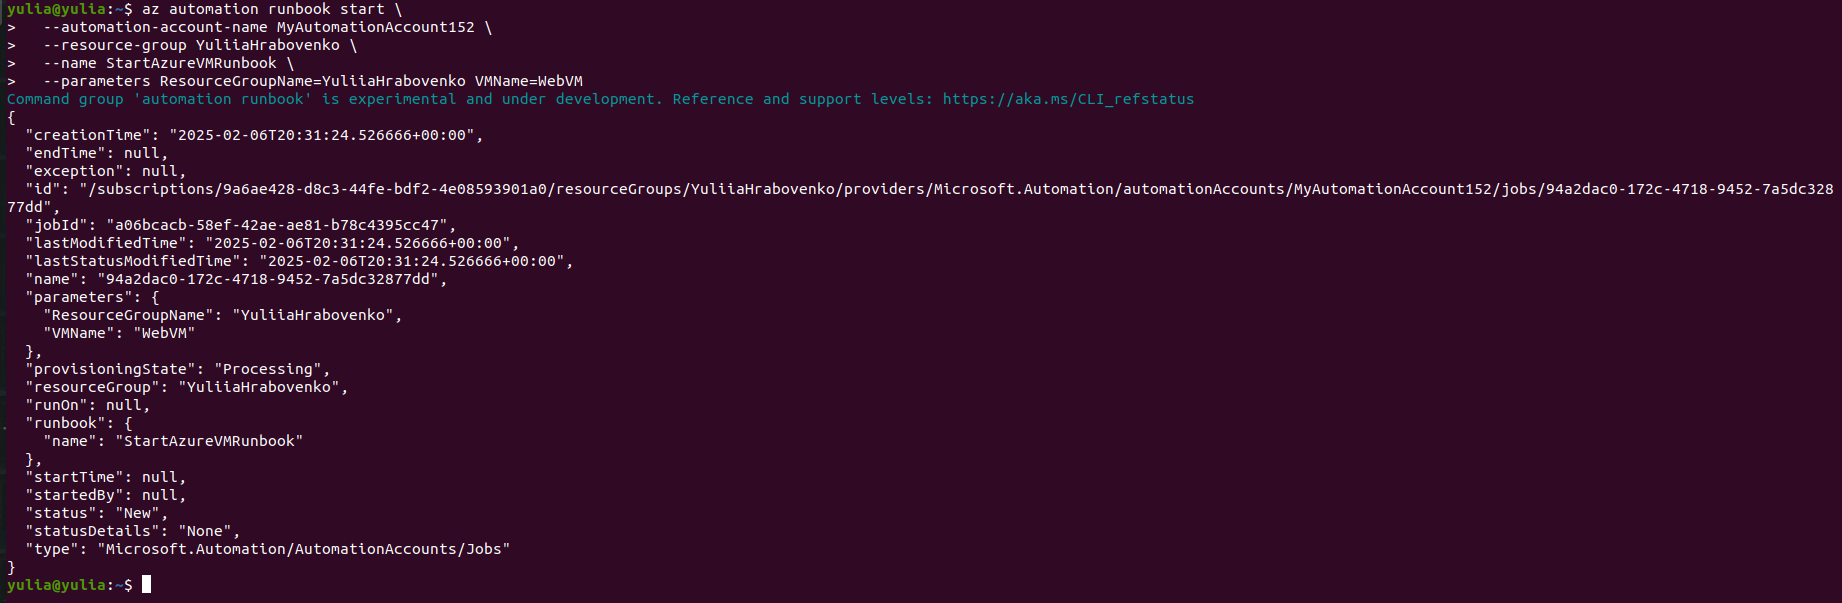 yulia@yulia:~$ az automation runbook start \
>   --automation-account-name MyAutomationAccount152 \
>   --resource-group YuliiaHrabovenko \
>   --name StartAzureVMRunbook \
>   --parameters ResourceGroupName=YuliiaHrabovenko VMName=WebVM
Command group 'automation runbook' is experimental and under development. Reference and support levels: https://aka.ms/CLI_refstatus
{
  "creationTime": "2025-02-06T20:31:24.526666+00:00",
  "endTime": null,
  "exception": null,
  "id": "/subscriptions/9a6ae428-d8c3-44fe-bdf2-4e08593901a0/resourceGroups/YuliiaHrabovenko/providers/Microsoft.Automation/automationAccounts/MyAutomationAccount152/jobs/94a2dac0-172c-4718-9452-7a5dc328
77dd",
  "jobId": "a06bcacb-58ef-42ae-ae81-b78c4395cc47",
  "lastModifiedTime": "2025-02-06T20:31:24.526666+00:00",
  "lastStatusModifiedTime": "2025-02-06T20:31:24.526666+00:00",
  "name": "94a2dac0-172c-4718-9452-7a5dc32877dd",
  "parameters": {
    "ResourceGroupName": "YuliiaHrabovenko",
    "VMName": "WebVM"
  },
  "provisioningState": "Processing",
  "resourceGroup": "YuliiaHrabovenko",
  "runOn": null,
  "runbook": {
    "name": "StartAzureVMRunbook"
  },
  "startTime": null,
  "startedBy": null,
  "status": "New",
  "statusDetails": "None",
  "type": "Microsoft.Automation/AutomationAccounts/Jobs"
}
yulia@yulia:~$